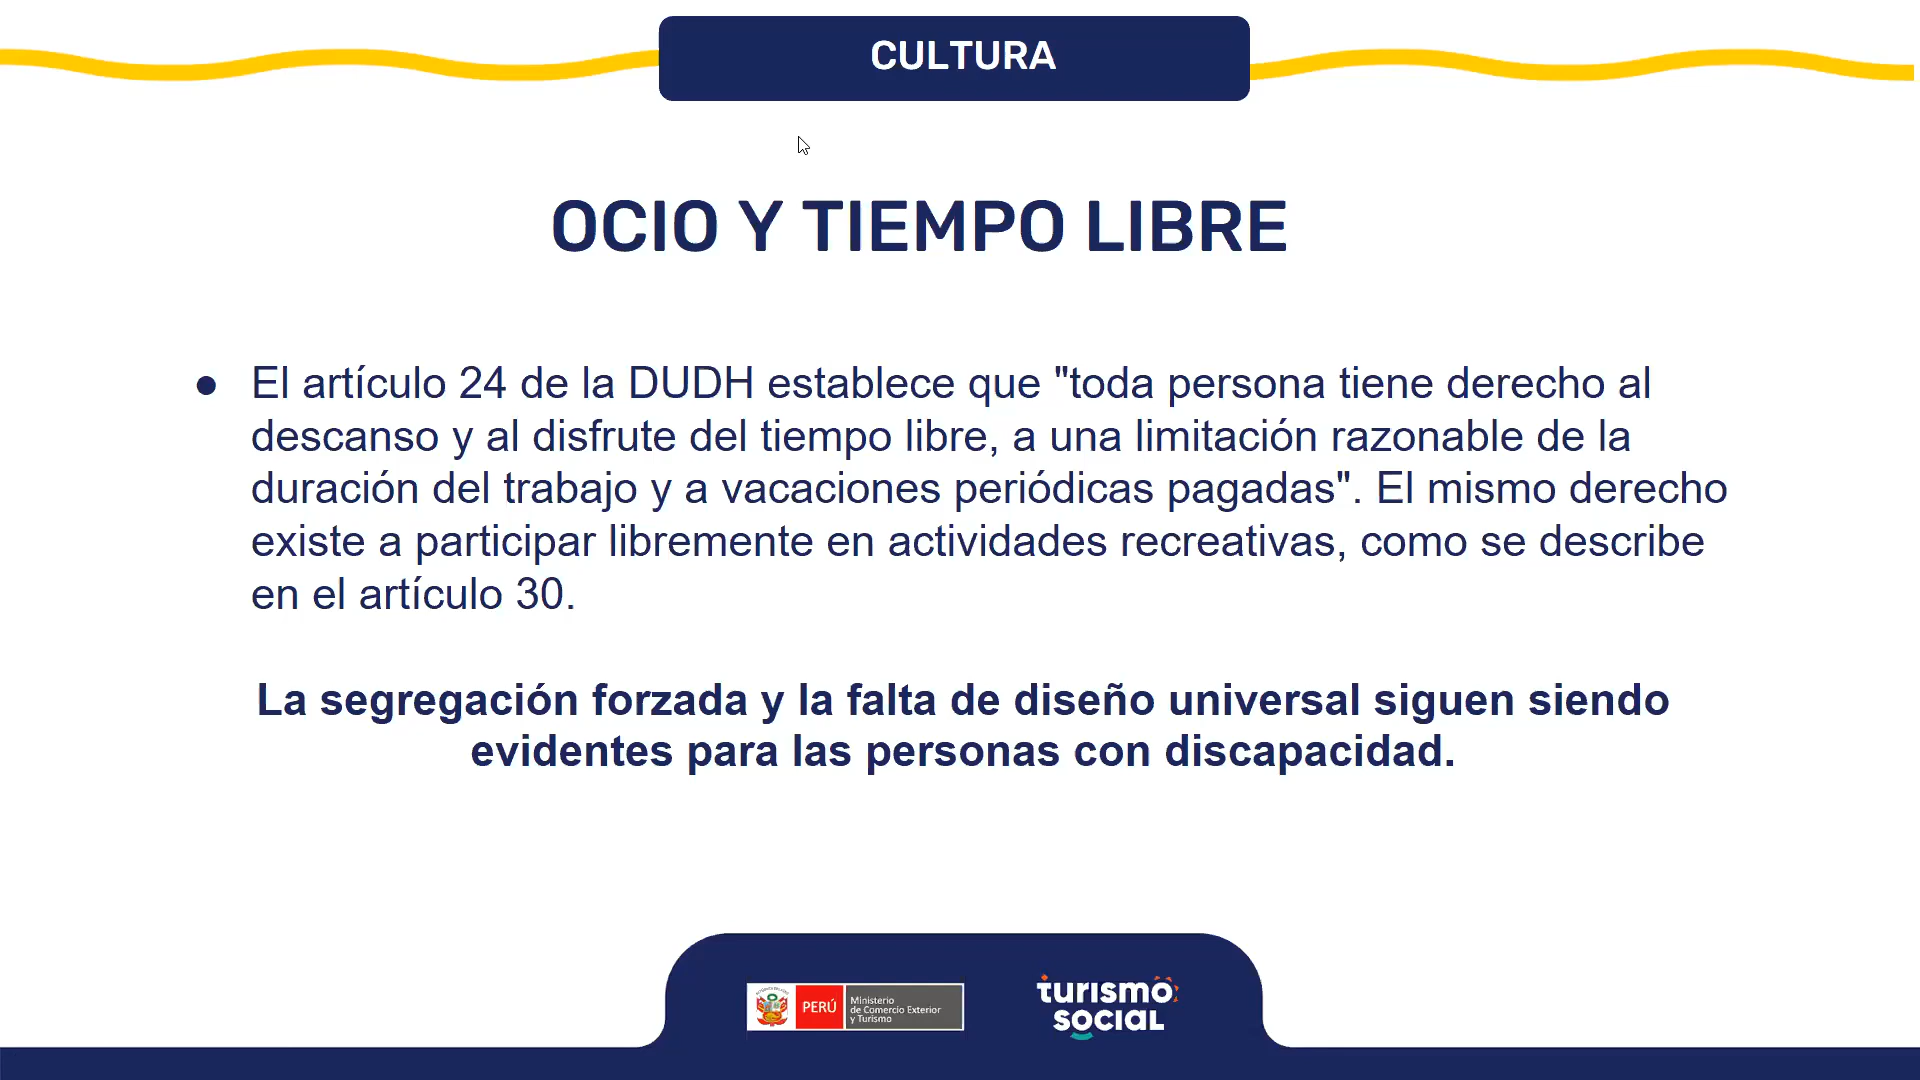 CULTURA
OCIO Y TIEMPO LIBRE
● El artículo 24 de la DUDH establece que "toda persona tiene derecho al
descanso y al disfrute del tiempo libre, a una limitación razonable de la
duración del trabajo y a vacaciones periódicas pagadas". El mismo derecho
existe a participar libremente en actividades recreativas, como se describe
en el artículo 30.
La segregación forzada y la falta de diseño universal siguen siendo
evidentes para las personas con discapacidad.
PERÚ
Ministerio
de Comercio Exterior
y Turismo
turismo
social